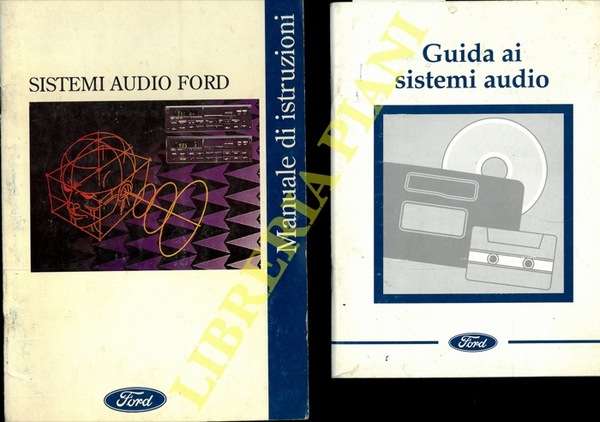 SISTEMI AUDIO FORD
Manuale di istruzioni
Ford
Guida ai
sistemi audio
Ford
LIBRERIA PIANI